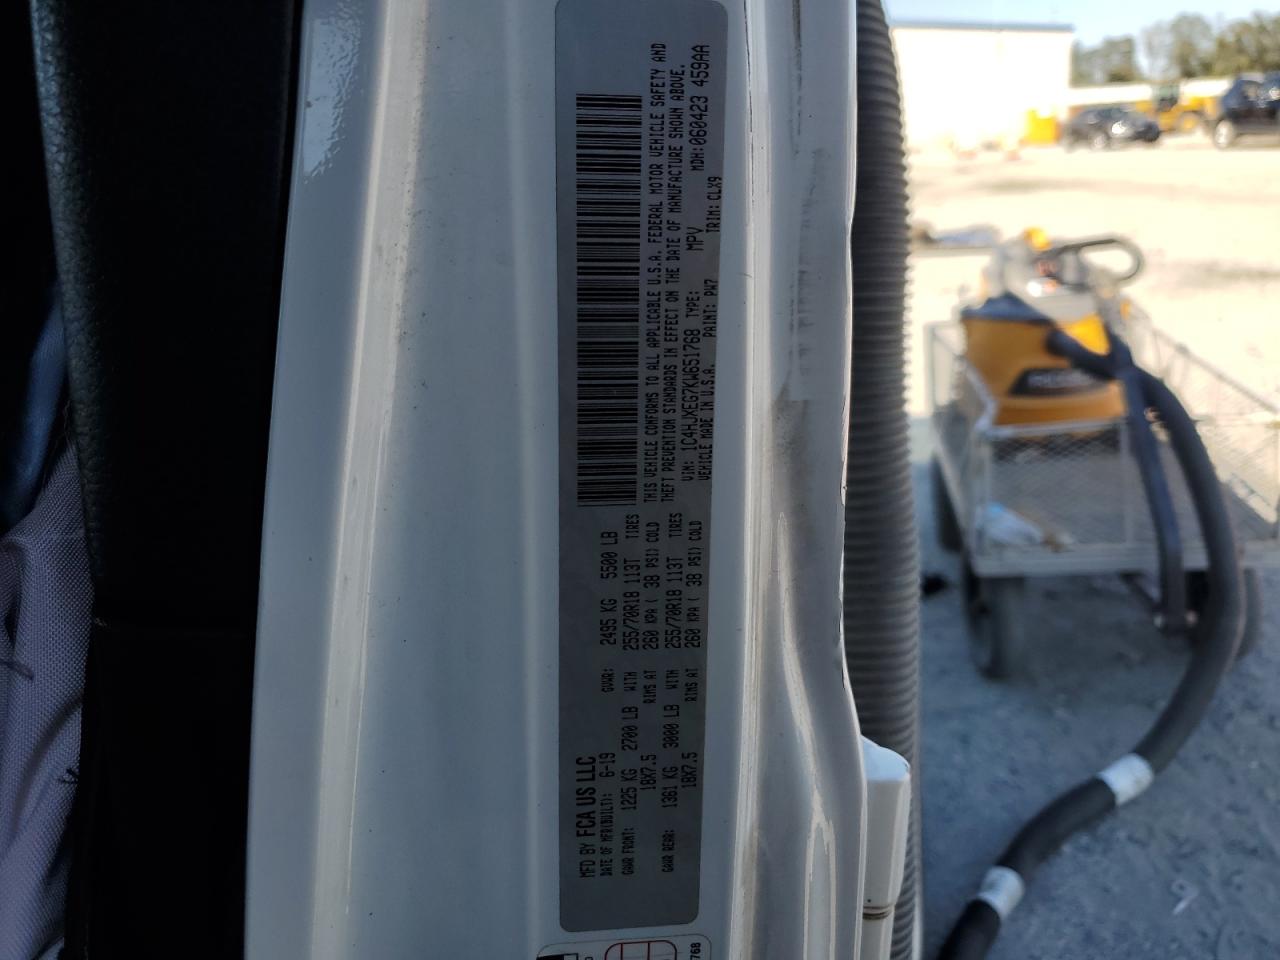 MFD BY FCA US LLC
DATE OF MFR(BUILT): 6-19 GVWR: 2495 KG 5500 LB
GAWR FRONT: 1225 KG 2700 LB WITH 255/70R18 113T TIRES
18X7.5 RIMS AT 260 KPA ( 38 PSI) COLD
GAWR REAR: 1361 KG 3000 LB WITH 255/70R18 113T TIRES
18X7.5 RIMS AT 260 KPA ( 38 PSI) COLD
THIS VEHICLE CONFORMS TO ALL APPLICABLE U.S.A. FEDERAL MOTOR VEHICLE SAFETY AND
THEFT PREVENTION STANDARDS IN EFFECT ON THE DATE OF MANUFACTURE SHOWN ABOVE.
VIN: 1C4HJXEG7KW651768 TYPE: MPV MDH:060423 459AA
VEHICLE MADE IN U.S.A. PAINT: PW7 TRIM: CLX9
768